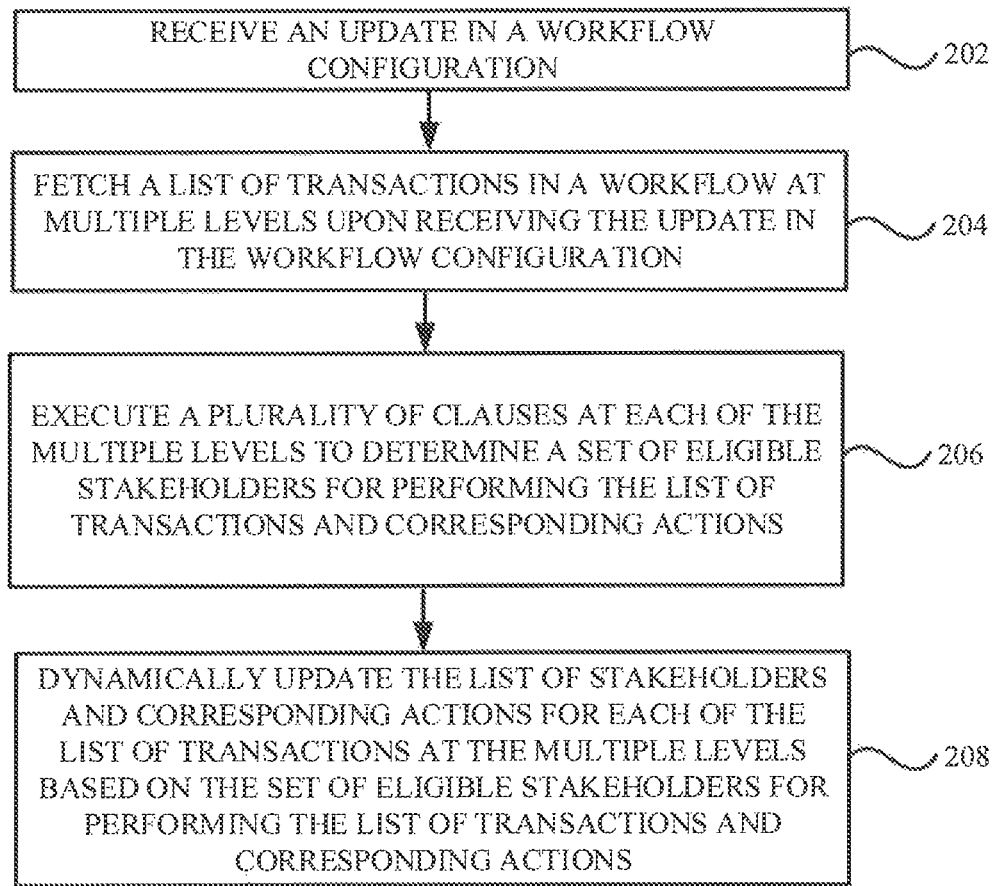 RECEIVE AN UPDATE IN A WORKFLOW
CONFIGURATION
202
FETCH A LIST OF TRANSACTIONS IN A WORKFLOW AT
MULTIPLE LEVELS UPON RECEIVING THE UPDATE IN
THE WORKFLOW CONFIGURATION
204
EXECUTE A PLURALITY OF CLAUSES AT EACH OF THE
MULTIPLE LEVELS TO DETERMINE A SET OF ELIGIBLE
STAKEHOLDERS FOR PERFORMING THE LIST OF
TRANSACTIONS AND CORRESPONDING ACTIONS
206
DYNAMICALLY UPDATE THE LIST OF STAKEHOLDERS
AND CORRESPONDING ACTIONS FOR EACH OF THE
LIST OF TRANSACTIONS AT THE MULTIPLE LEVELS
BASED ON THE SET OF ELIGIBLE STAKEHOLDERS FOR
PERFORMING THE LIST OF TRANSACTIONS AND
CORRESPONDING ACTIONS
208